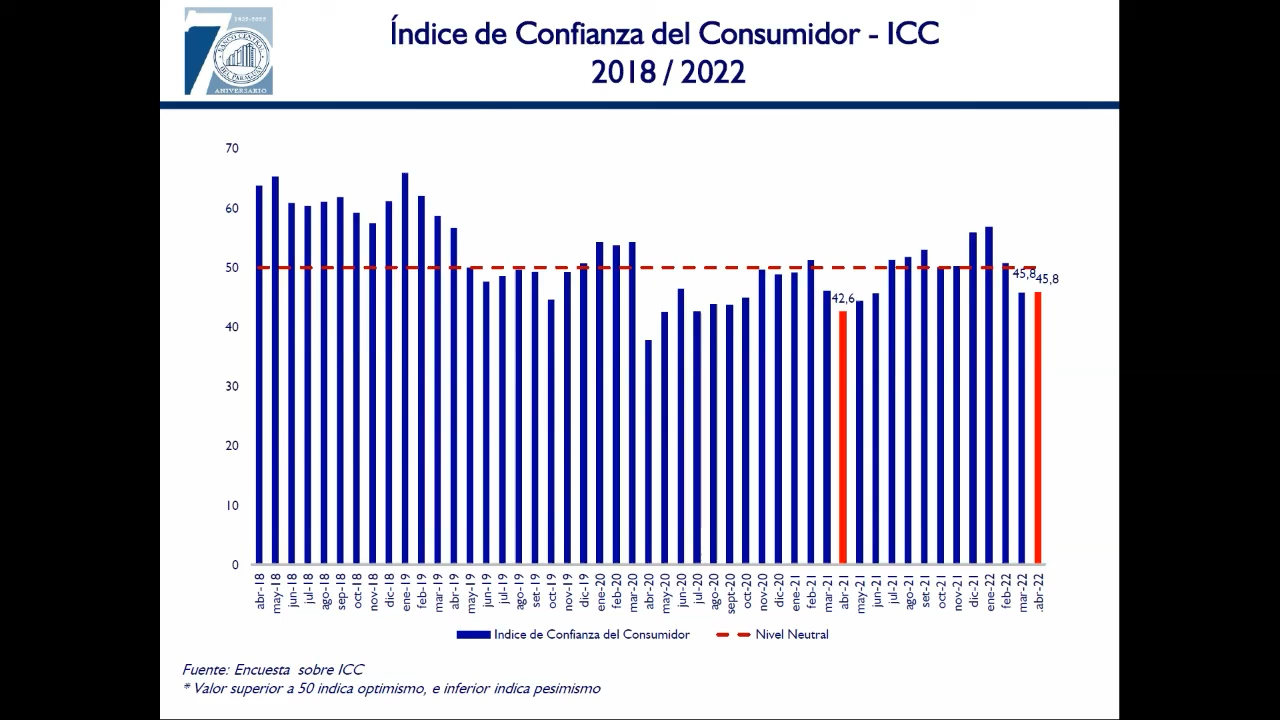 1952-2022
BANCO CENTRAL DEL PARAGUAY
ANIVERSARIO
Índice de Confianza del Consumidor - ICC
2018 / 2022
70
60
50
40
30
20
10
0
45,8
45,8
42,6
abr-18
may-18
jun-18
jul-18
ago-18
sep-18
oct-18
nov-18
dic-18
ene-19
feb-19
mar-19
abr-19
may-19
jun-19
jul-19
ago-19
set-19
oct-19
nov-19
dic-19
ene-20
feb-20
mar-20
abr-20
may-20
jun-20
jul-20
ago-20
sept-20
oct-20
nov-20
dic-20
ene-21
feb-21
mar-21
abr-21
may-21
jun-21
jul-21
ago-21
set-21
oct-21
nov-21
dic-21
ene-22
feb-22
mar-22
.abr-22
Indice de Confianza del Consumidor
Nivel Neutral
Fuente: Encuesta sobre ICC
* Valor superior a 50 indica optimismo, e inferior indica pesimismo